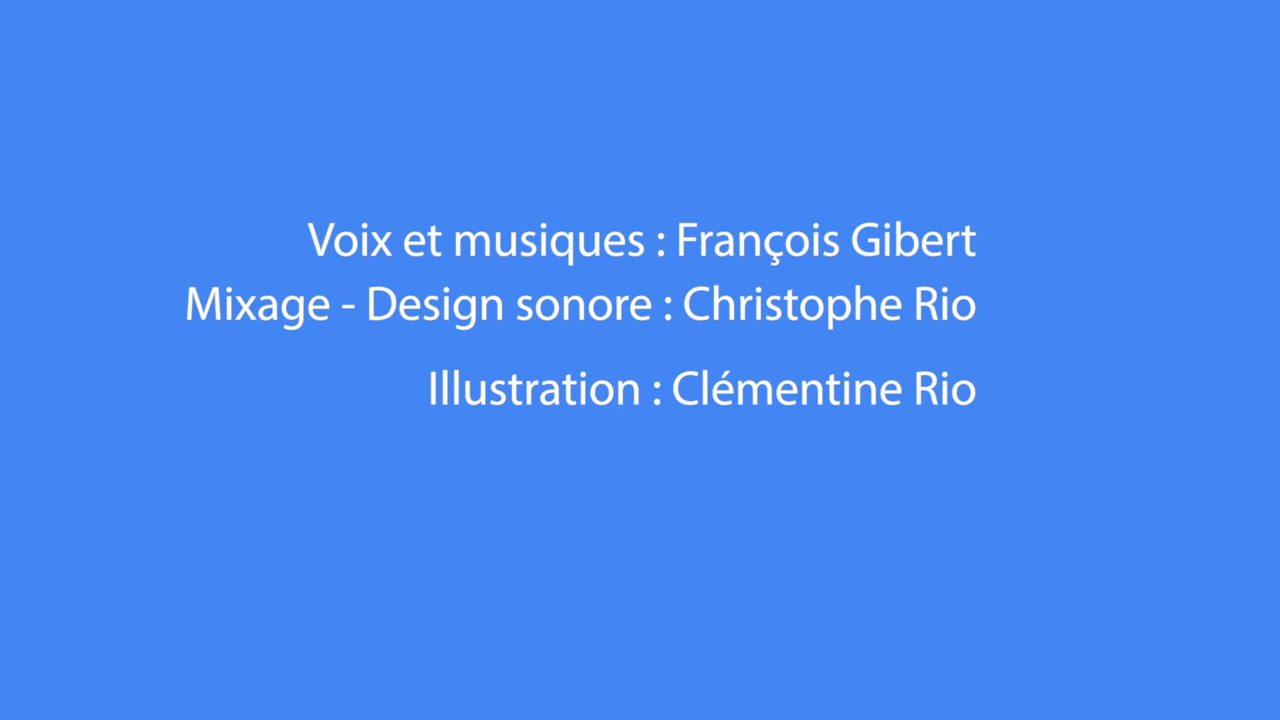 Voix et musiques : François Gibert
Mixage - Design sonore : Christophe Rio
Illustration : Clémentine Rio